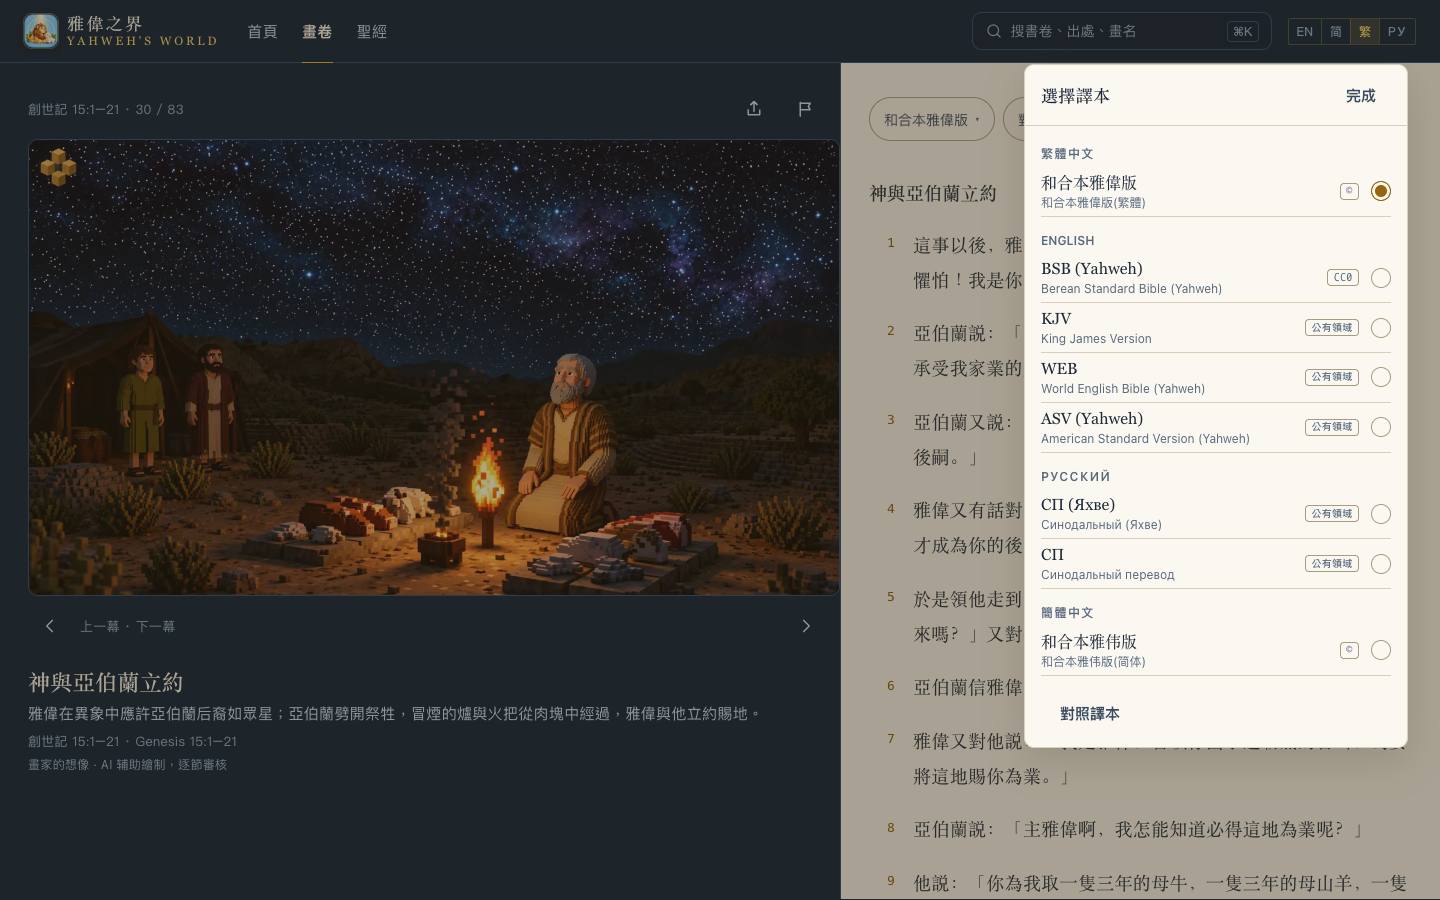 雅偉之界
YAHWEH'S WORLD
首頁
畫卷
聖經
搜書卷、出處、畫名
⌘K
EN
简
繁
РУ
創世記 15:1–21 · 30 / 83
上一幕 · 下一幕
神與亞伯蘭立約
雅偉在異象中應許亞伯蘭后裔如眾星；亞伯蘭劈開祭牲，冒煙的爐與火把從肉塊中經過，雅偉與他立約賜地。
創世記 15:1–21 · Genesis 15:1–21
畫家的想像 · AI 辅助繪制，逐節審核
和合本雅偉版
神與亞伯蘭立約
1 這事以後，雅
懼怕！我是你
2 亞伯蘭説：「
承受我家業的
3 亞伯蘭又説：
後嗣。」
4 雅偉又有話對
才成為你的後
5 於是領他走到
來嗎？」又對
6 亞伯蘭信雅偉
7 雅偉又對他説
將這地賜你為業。」
8 亞伯蘭説：「主雅偉啊，我怎能知道必得這地為業呢？」
9 他説：「你為我取一隻三年的母牛，一隻三年的母山羊，一隻
選擇譯本
完成
繁體中文
和合本雅偉版
和合本雅偉版(繁體)
©
ENGLISH
BSB (Yahweh)
Berean Standard Bible (Yahweh)
CC0
KJV
King James Version
公有領域
WEB
World English Bible (Yahweh)
公有領域
ASV (Yahweh)
American Standard Version (Yahweh)
公有領域
РУССКИЙ
СП (Яхве)
Синодальный (Яхве)
公有領域
СП
Синодальный перевод
公有領域
簡體中文
和合本雅伟版
和合本雅伟版(简体)
©
對照譯本